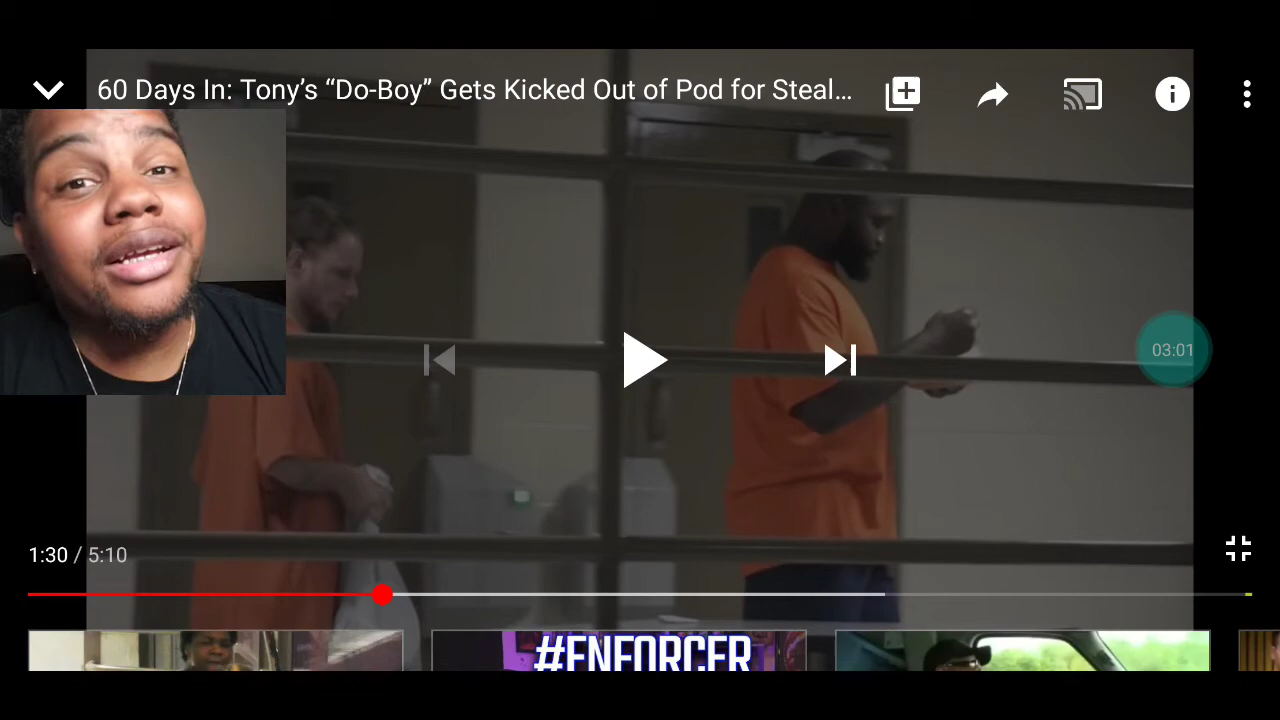 60 Days In: Tony’s “Do-Boy” Gets Kicked Out of Pod for Steal...
03:01
1:30 / 5:10
#ENFORCER